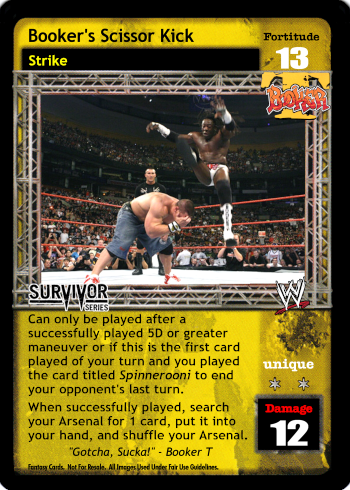 Booker's Scissor Kick
Fortitude
Strike
13
BOOKER
SURVIVOR
SERIES
W
Can only be played after a
successfully played 5D or greater
maneuver or if this is the first card
played of your turn and you played
the card titled Spinnerooni to end
your opponent's last turn.
unique
When successfully played, search
your Arsenal for 1 card, put it into
your hand, and shuffle your Arsenal.
Damage
12
"Gotcha, Sucka!" - Booker T
Fantasy Cards. Not For Resale. All Images Used Under Fair Use Guidelines.